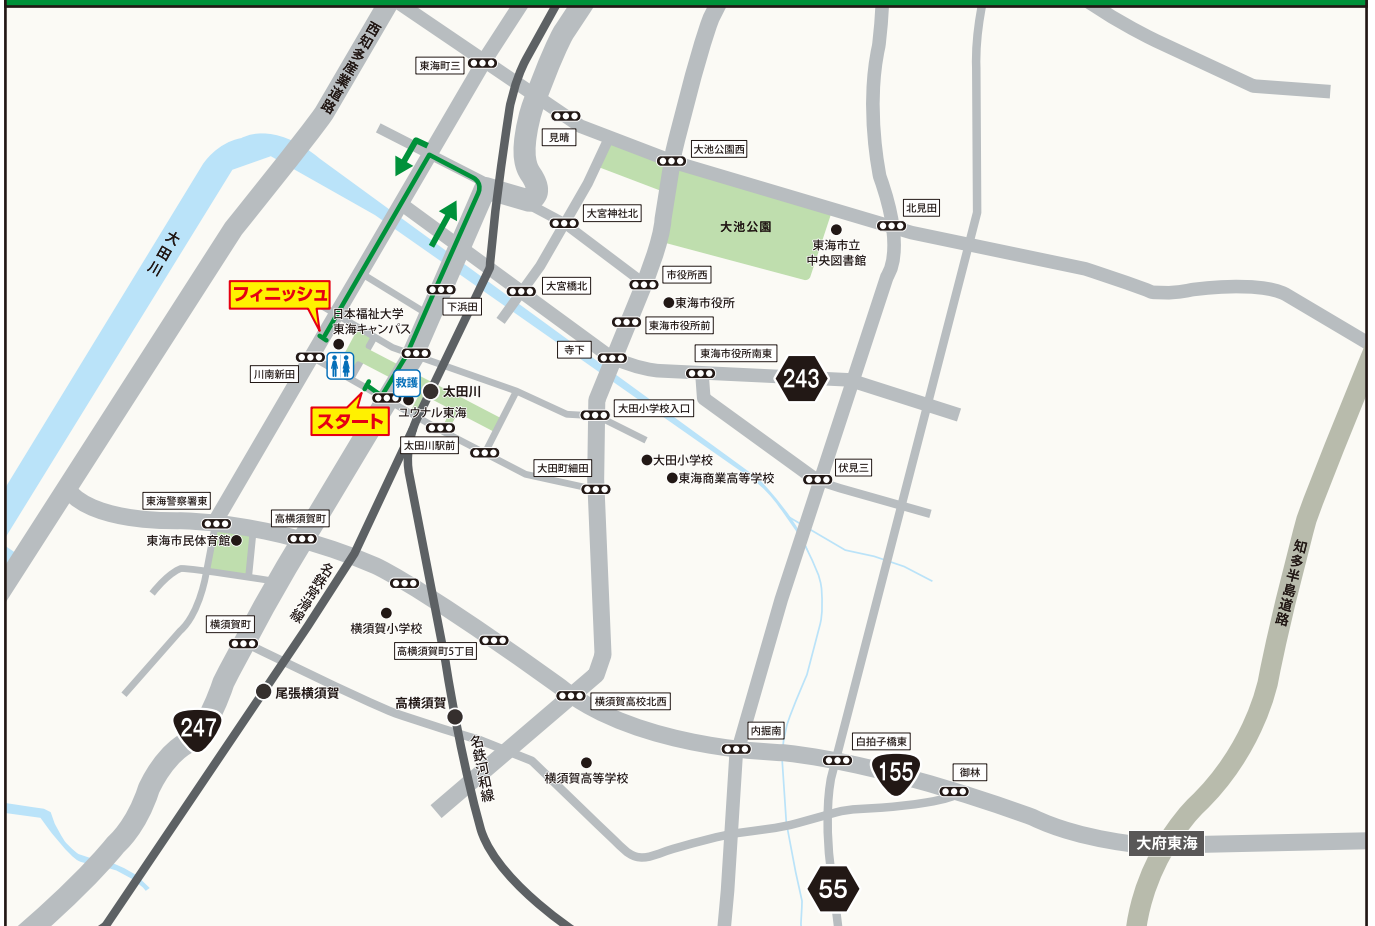 西知多産業道路
東海町三
見晴
大池公園西
大宮神社北
大池公園
北見田
東海市立
中央図書館
大田川
市役所西
フィニッシュ
大宮橋北
東海市役所
日本福祉大学
東海キャンパス
下浜田
東海市役所前
寺下
東海市役所南東
川南新田
243
救護
太田川
スタート
ユウナル東海
大田小学校入口
太田川駅前
大田小学校
大田町細田
伏見三
東海商業高等学校
東海警察署東
高横須賀町
東海市民体育館
名鉄常滑線
知多半島道路
横須賀町
横須賀小学校
高横須賀町5丁目
尾張横須賀
高横須賀
横須賀高校北西
247
内堀南
白拍子橋東
名鉄河和線
横須賀高等学校
155
御林
大府東海
55